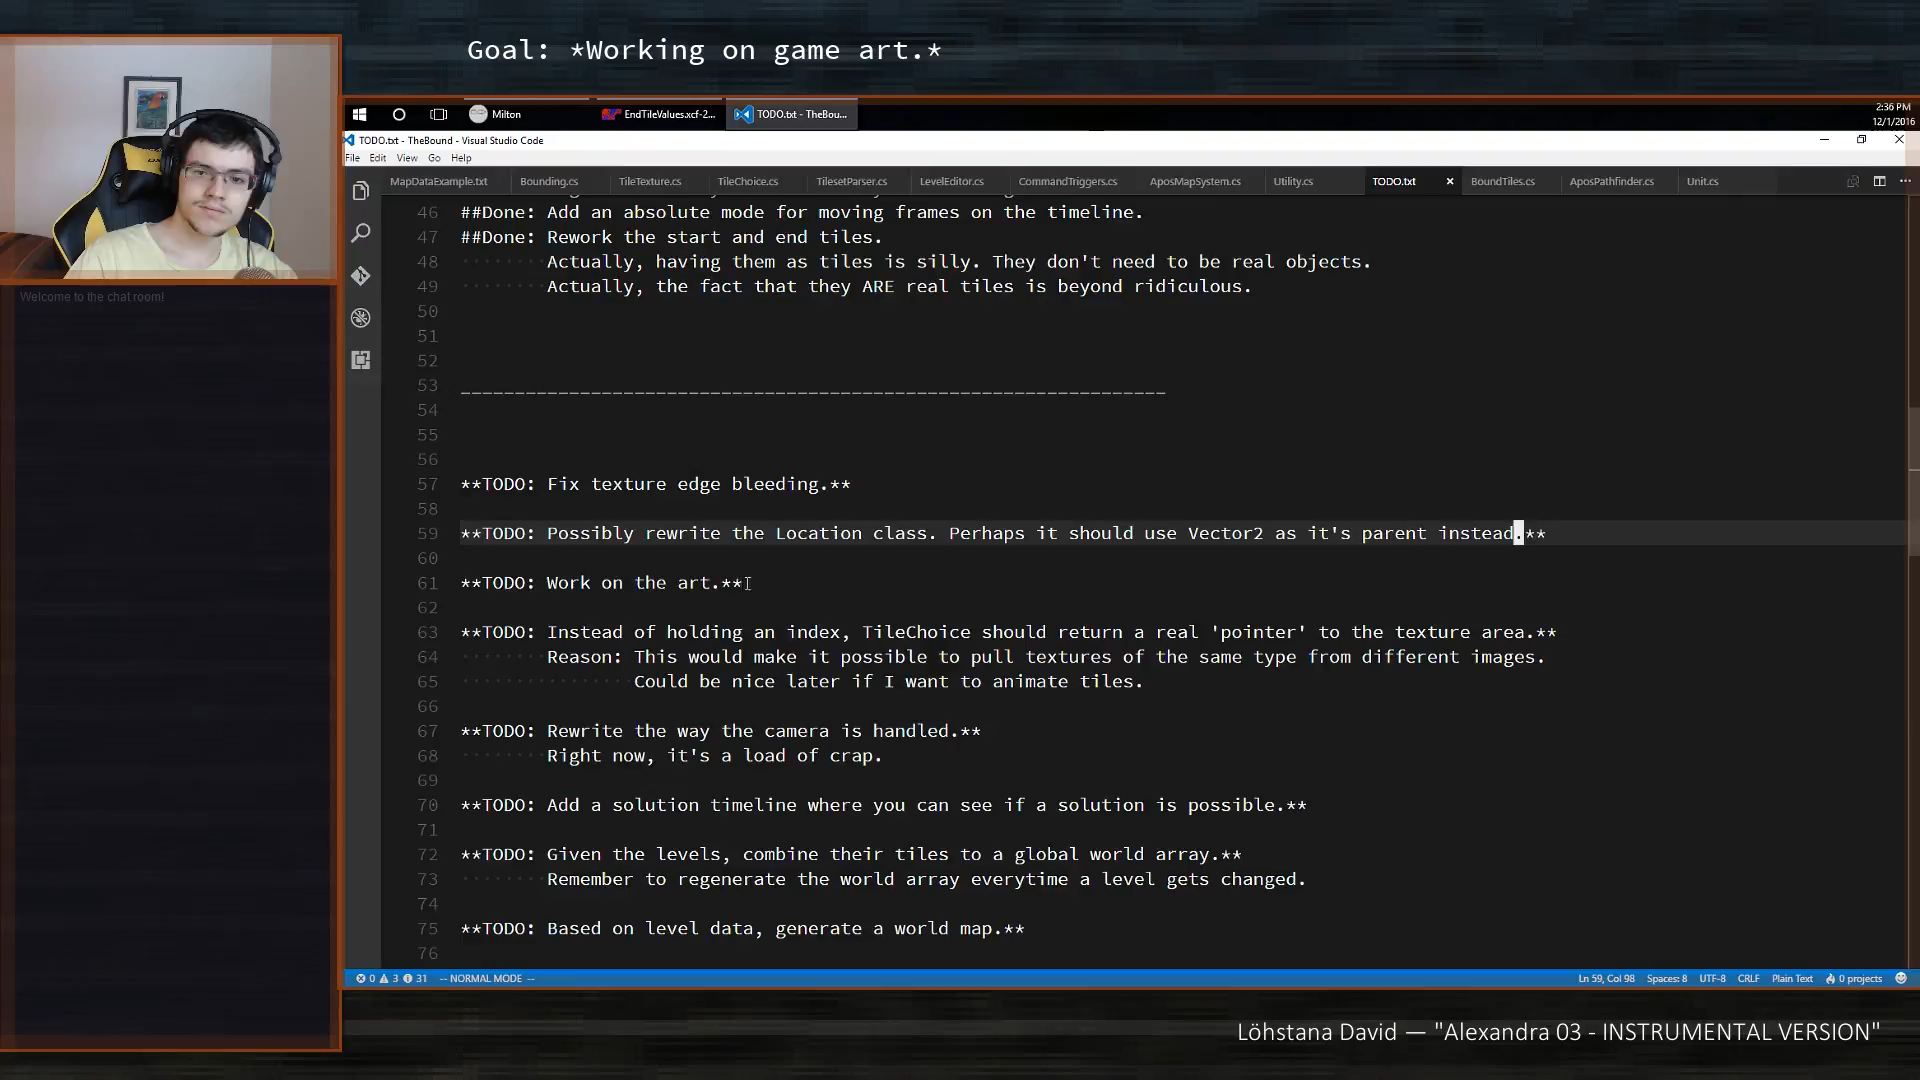 Goal: *Working on game art.*
Milton
EndTileValues.xcf-2...
TODO.txt - TheBou...
2:36 PM
12/1/2016
TODO.txt - TheBound - Visual Studio Code
File Edit View Go Help
MapDataExample.txt Bounding.cs TileTexture.cs TileChoice.cs TilesetParser.cs LevelEditor.cs CommandTriggers.cs AposMapSystem.cs Utility.cs TODO.txt BoundTiles.cs AposPathfinder.cs Unit.cs
46 ##Done: Add an absolute mode for moving frames on the timeline.
47 ##Done: Rework the start and end tiles.
48 Actually, having them as tiles is silly. They don't need to be real objects.
49 Actually, the fact that they ARE real tiles is beyond ridiculous.
50
51
52
53 _________________________________________________________________
54
55
56
57 **TODO: Fix texture edge bleeding.**
58
59 **TODO: Possibly rewrite the Location class. Perhaps it should use Vector2 as it's parent instead.**
60
61 **TODO: Work on the art.**
62
63 **TODO: Instead of holding an index, TileChoice should return a real 'pointer' to the texture area.**
64 Reason: This would make it possible to pull textures of the same type from different images.
65 Could be nice later if I want to animate tiles.
66
67 **TODO: Rewrite the way the camera is handled.**
68 Right now, it's a load of crap.
69
70 **TODO: Add a solution timeline where you can see if a solution is possible.**
71
72 **TODO: Given the levels, combine their tiles to a global world array.**
73 Remember to regenerate the world array everytime a level gets changed.
74
75 **TODO: Based on level data, generate a world map.**
76
0 3 31 -- NORMAL MODE -- Ln 59, Col 98 Spaces: 8 UTF-8 CRLF Plain Text 0 projects
Welcome to the chat room!
Löhstana David — "Alexandra 03 - INSTRUMENTAL VERSION"